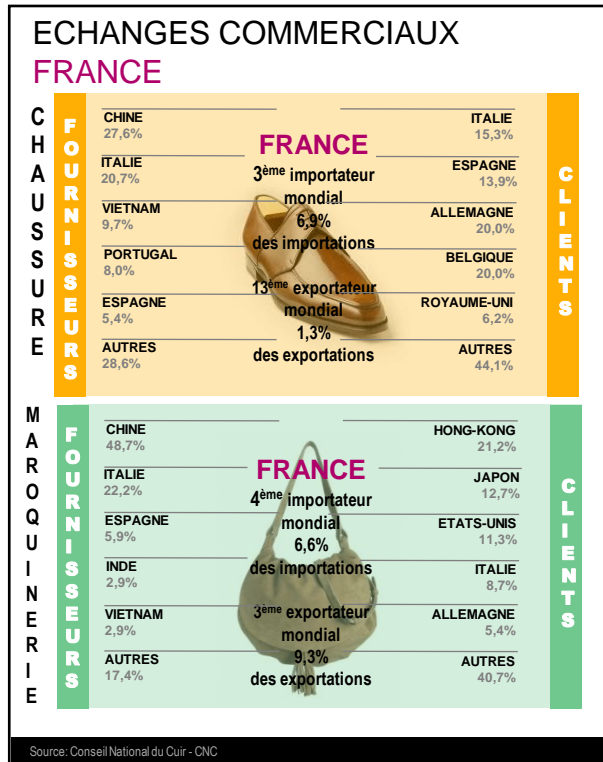 ECHANGES COMMERCIAUX
FRANCE
CHAUSSURE
FOURNISSEURS
CHINE
27,6%
ITALIE
20,7%
VIETNAM
9,7%
PORTUGAL
8,0%
ESPAGNE
5,4%
AUTRES
28,6%
FRANCE
3ème importateur
mondial
6,9%
des importations
13ème exportateur
mondial
1,3%
des exportations
ITALIE
15,3%
ESPAGNE
13,9%
ALLEMAGNE
20,0%
BELGIQUE
20,0%
ROYAUME-UNI
6,2%
AUTRES
44,1%
CLIENTS
MAROQUINERIE
FOURNISSEURS
CHINE
48,7%
ITALIE
22,2%
ESPAGNE
5,9%
INDE
2,9%
VIETNAM
2,9%
AUTRES
17,4%
FRANCE
4ème importateur
mondial
6,6%
des importations
3ème exportateur
mondial
9,3%
des exportations
HONG-KONG
21,2%
JAPON
12,7%
ETATS-UNIS
11,3%
ITALIE
8,7%
ALLEMAGNE
5,4%
AUTRES
40,7%
CLIENTS
Source: Conseil National du Cuir - CNC